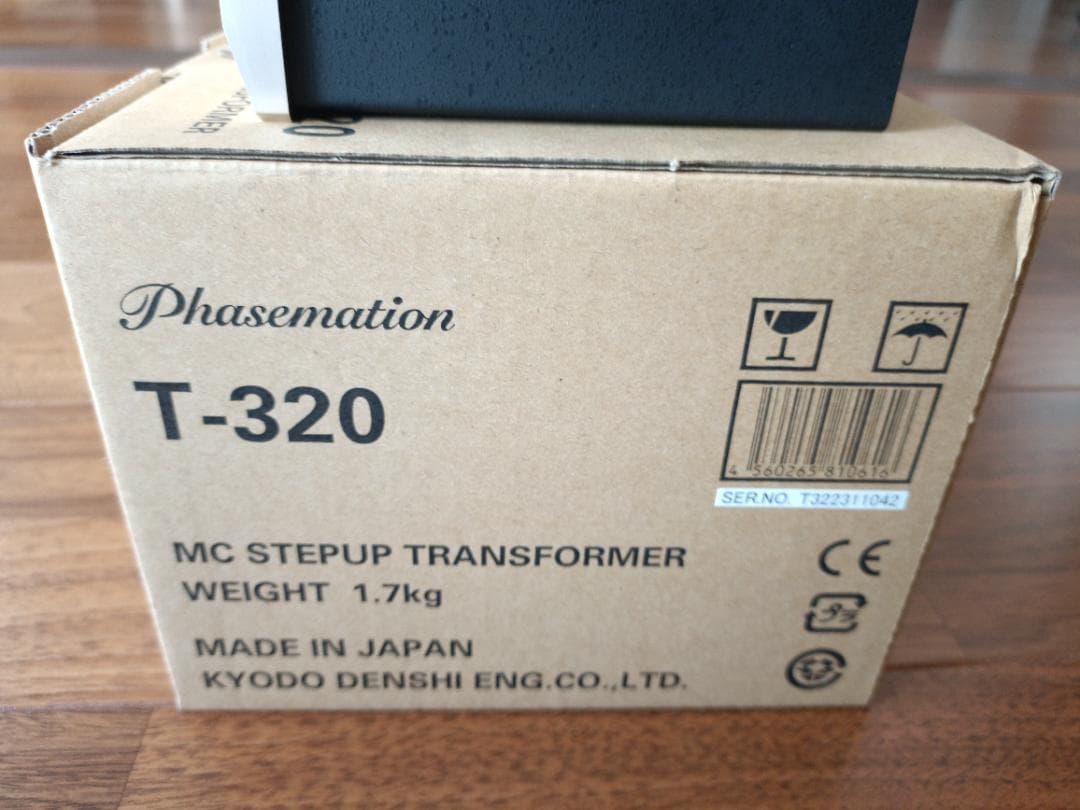 Phasemation
T-320
4 560265 810616
SER.NO. T322311042
MC STEPUP TRANSFORMER
WEIGHT 1.7kg
CE
MADE IN JAPAN
KYODO DENSHI ENG.CO.,LTD.